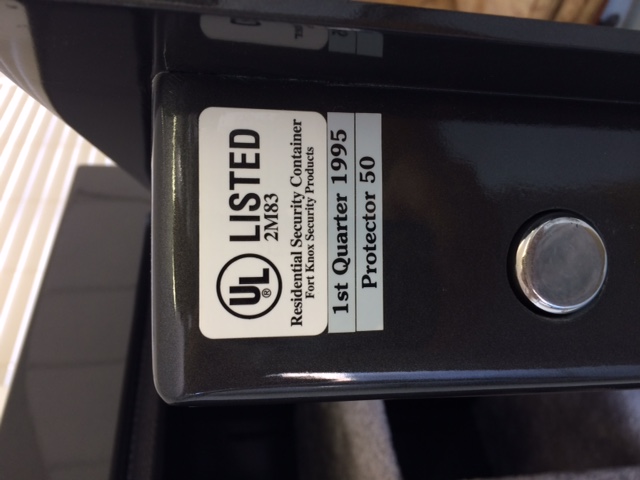 UL® LISTED
2M83
Residential Security Container
Fort Knox Security Products
1st Quarter 1995
Protector 50